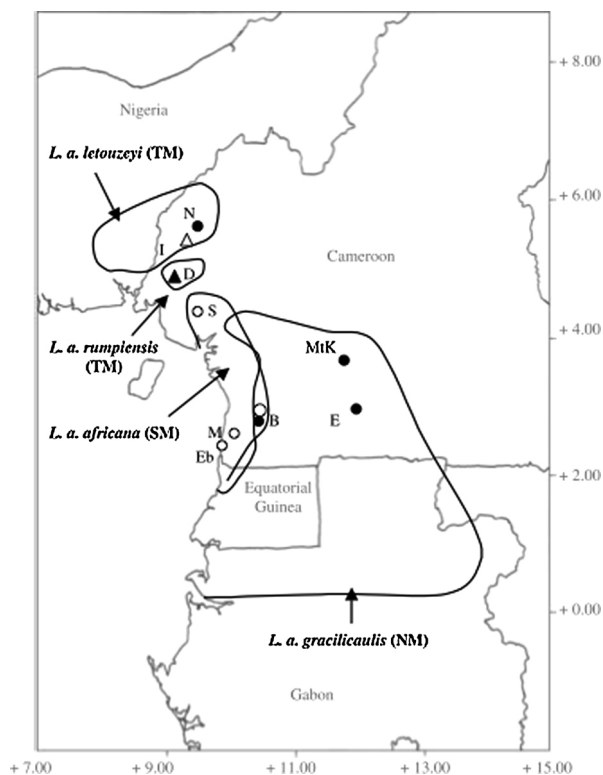 + 8.00
Nigeria
L. a. letouzeyi (TM)
+ 6.00
N
I
Cameroon
D
S
+ 4.00
L. a. rumpiensis
(TM)
MtK
L. a. africana (SM)
M
B
E
Eb
+ 2.00
Equatorial
Guinea
+ 0.00
L. a. gracilicaulis (NM)
Gabon
+ 7.00
+ 9.00
+ 11.00
+ 13.00
+ 15.00